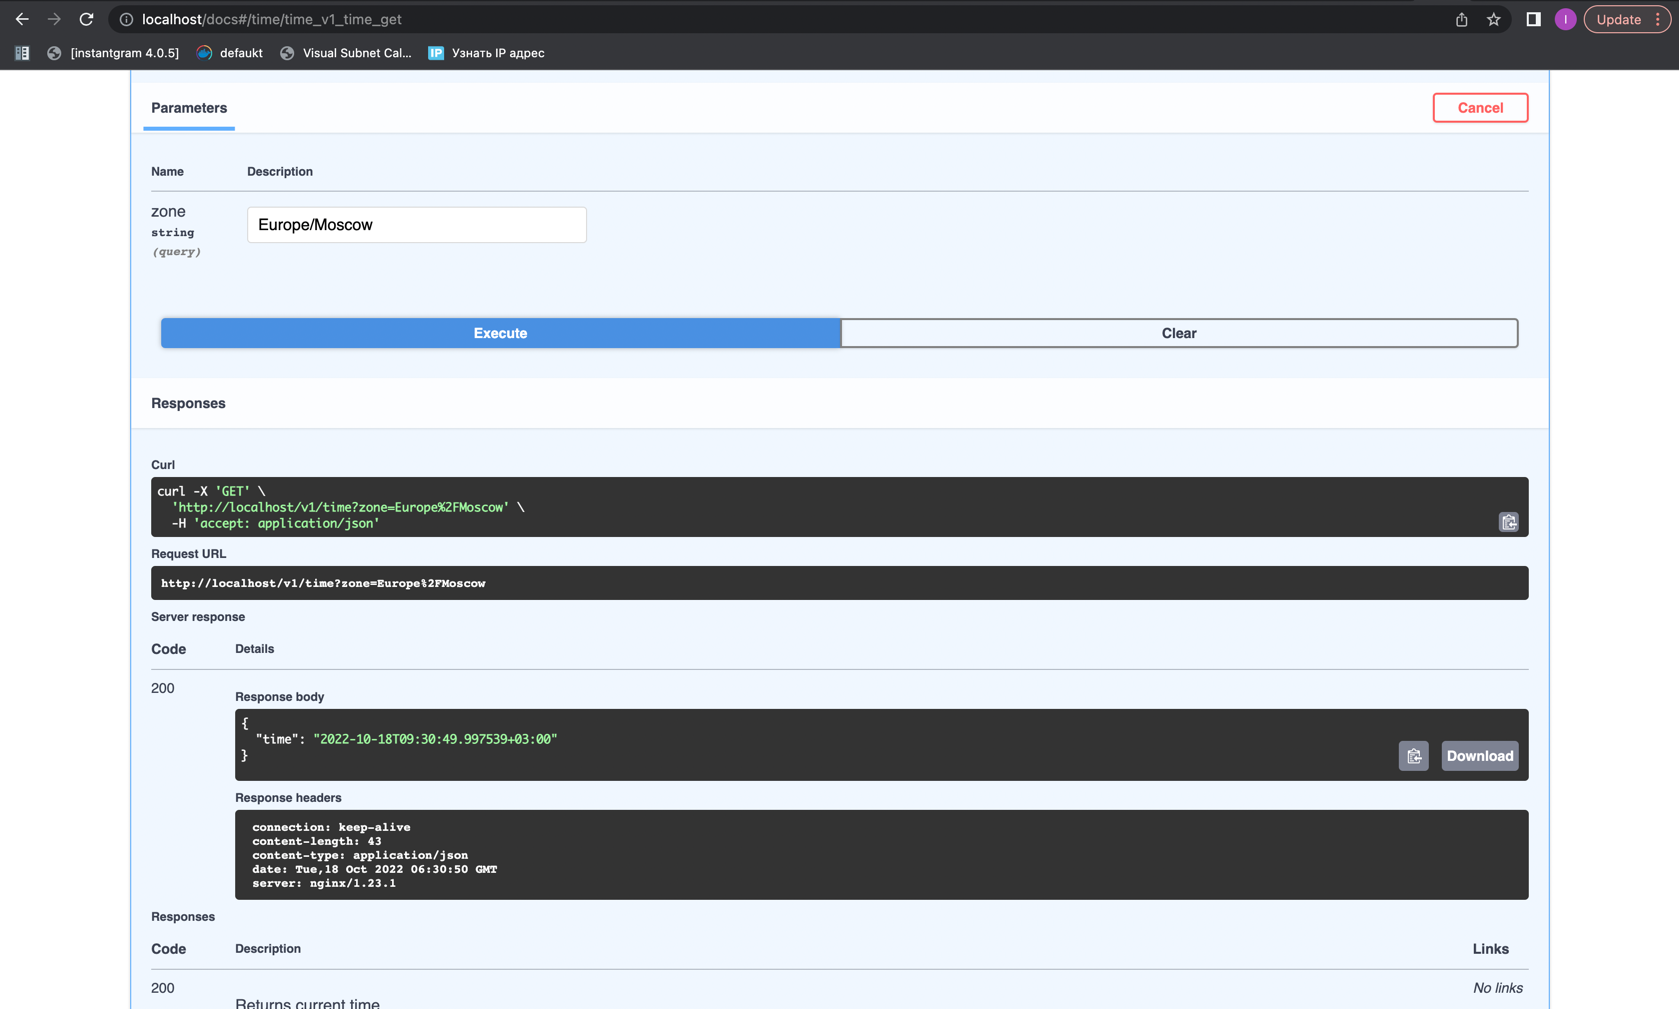 localhost/docs#/time/time_v1_time_get
Update
[instantgram 4.0.5]
defaukt
Visual Subnet Cal...
IP
Узнать IP адрес
Parameters
Cancel
Name Description
zone
string
(query)
Europe/Moscow
Execute
Clear
Responses
Curl
curl -X 'GET' \
'http://localhost/v1/time?zone=Europe%2FMoscow' \
-H 'accept: application/json'
Request URL
http://localhost/v1/time?zone=Europe%2FMoscow
Server response
Code Details
200
Response body
{
"time": "2022-10-18T09:30:49.997539+03:00"
}
Download
Response headers
connection: keep-alive
content-length: 43
content-type: application/json
date: Tue,18 Oct 2022 06:30:50 GMT
server: nginx/1.23.1
Responses
Code Description Links
200 No links
Returns current time